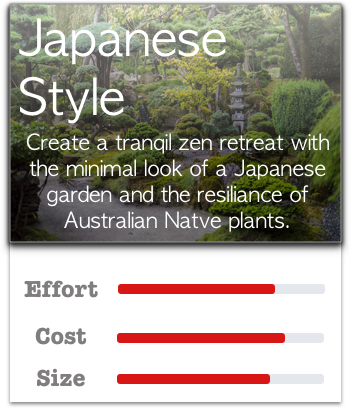 Japanese
Style
Create a tranqil zen retreat with
the minimal look of a Japanese
garden and the resiliance of
Australian Natve plants.
Effort
Cost
Size